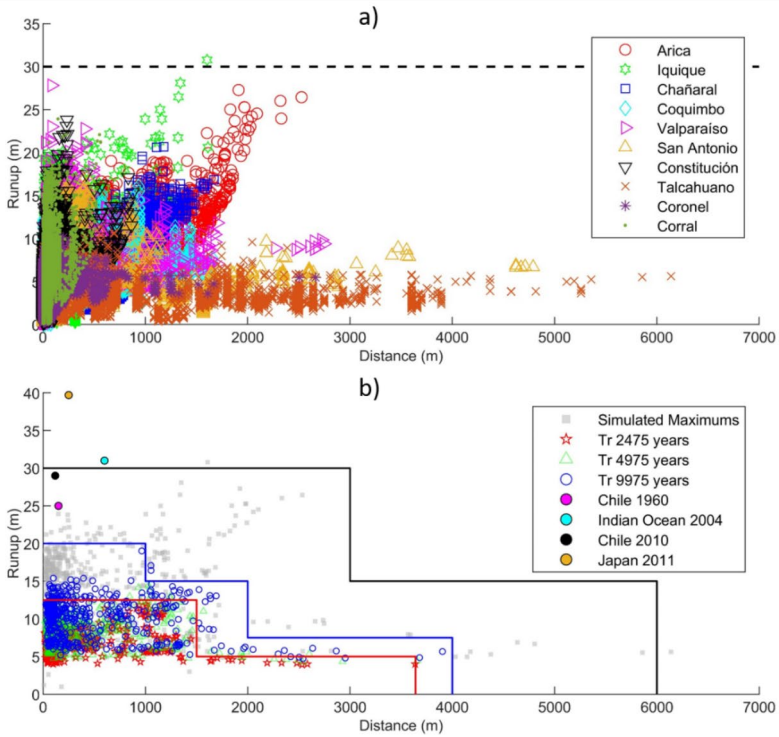 a)
35
30
25
20
15
10
5
0
Runup (m)
Arica
Iquique
Chañaral
Coquimbo
Valparaíso
San Antonio
Constitución
Talcahuano
Coronel
Corral
0 1000 2000 3000 4000 5000 6000 7000
Distance (m)
b)
40
35
30
25
20
15
10
5
0
Runup (m)
Simulated Maximums
Tr 2475 years
Tr 4975 years
Tr 9975 years
Chile 1960
Indian Ocean 2004
Chile 2010
Japan 2011
0 1000 2000 3000 4000 5000 6000 7000
Distance (m)